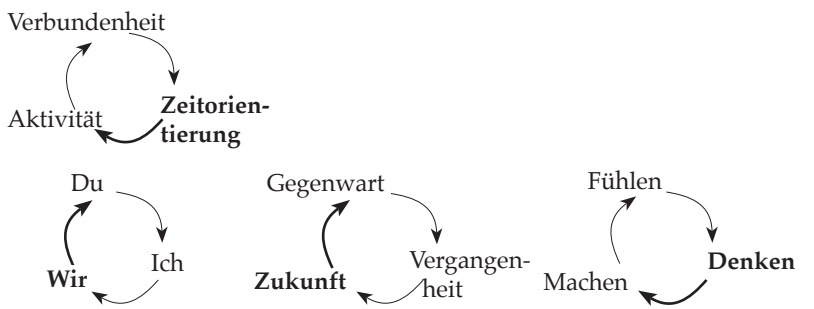 Verbundenheit
Aktivität
Zeitorien-
tierung
Du
Ich
Wir
Gegenwart
Vergangen-
heit
Zukunft
Fühlen
Denken
Machen